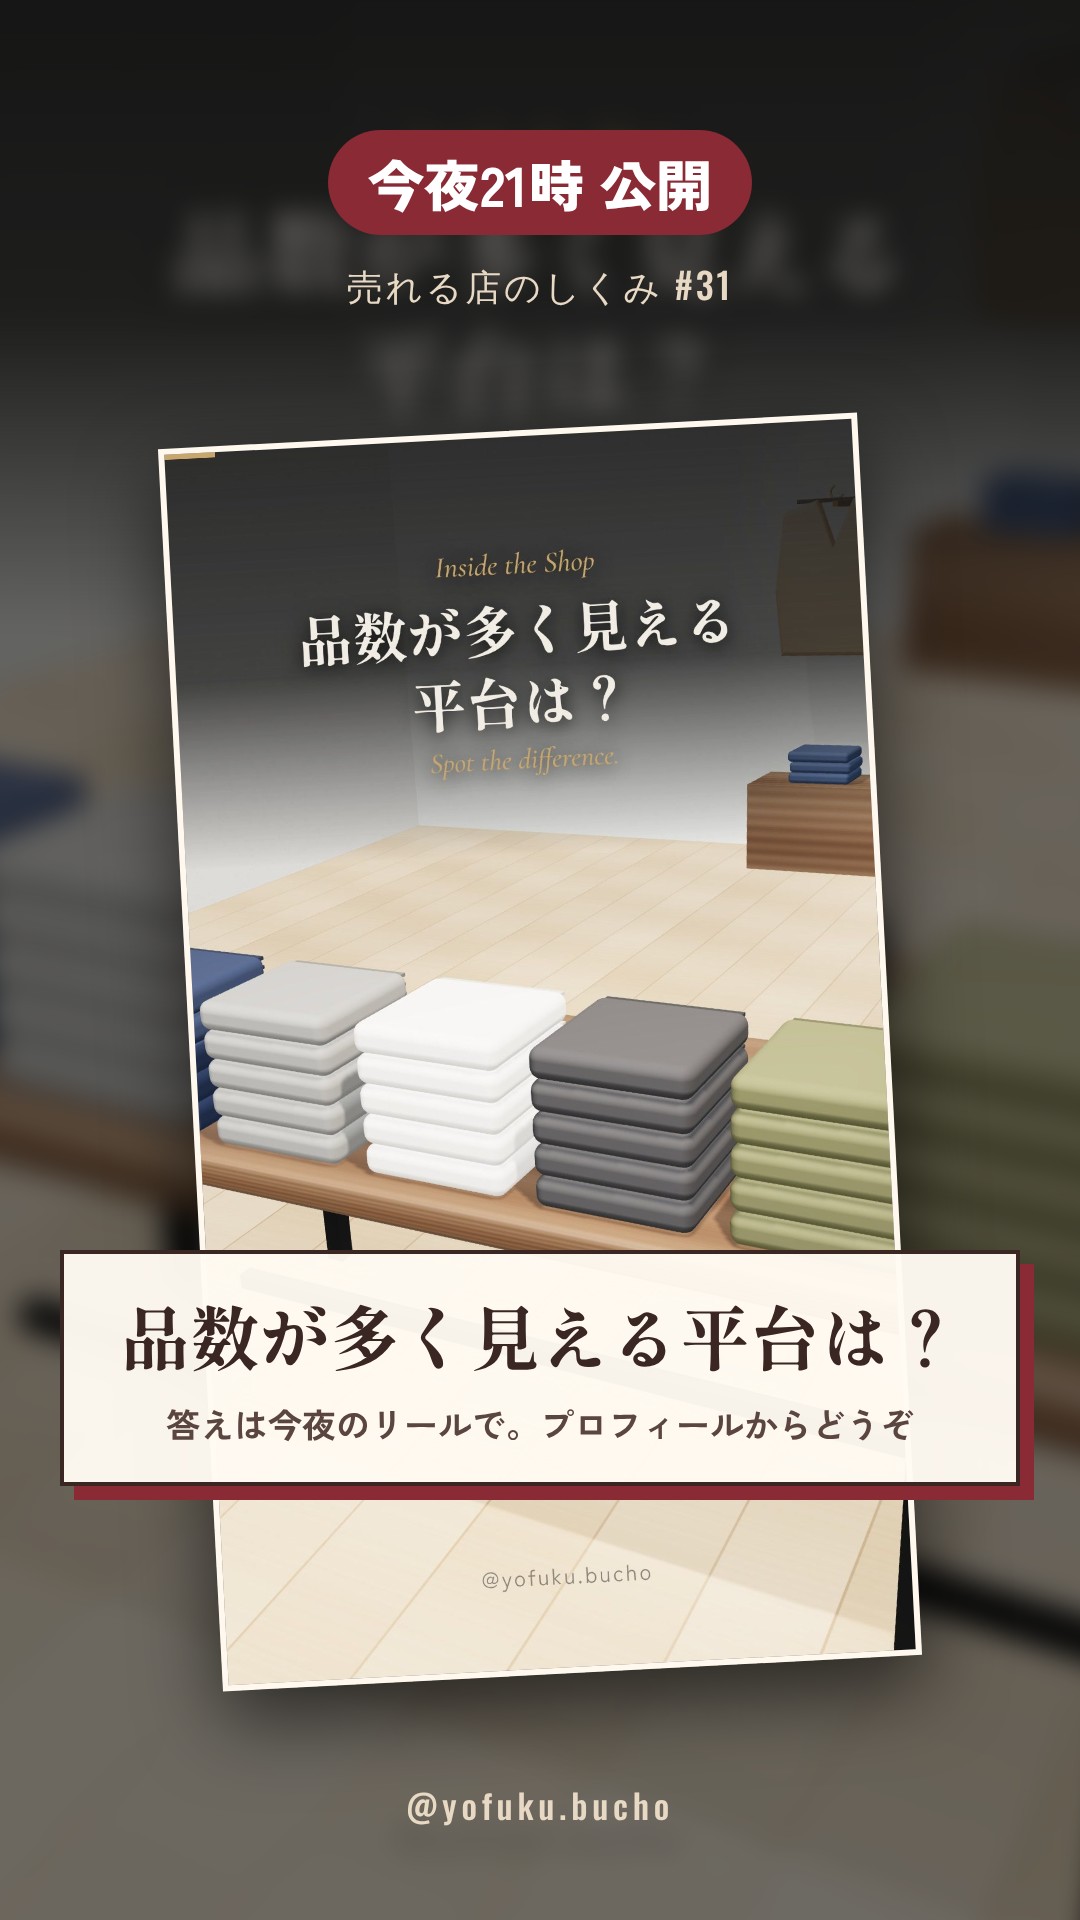 今夜21時 公開
売れる店のしくみ #31
Inside the Shop
品数が多く見える
平台は？
Spot the difference.
品数が多く見える平台は？
答えは今夜のリールで。プロフィールからどうぞ
@yofuku.bucho
@yofuku.bucho